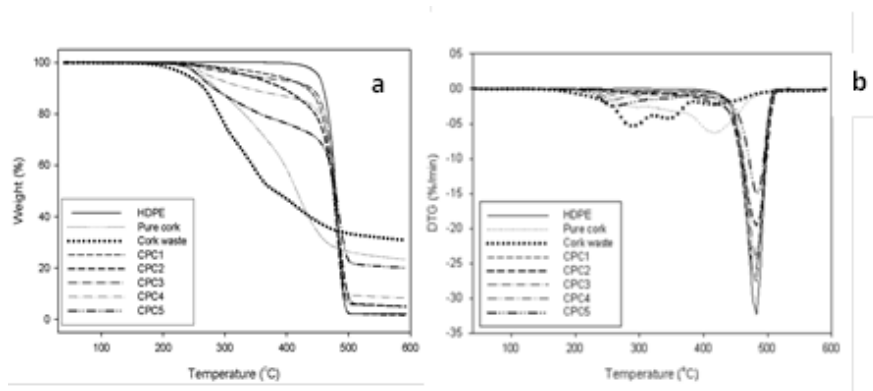 a
100
80
60
40
20
0
Weight (%)
HDPE
Pure cork
Cork waste
CPC1
CPC2
CPC3
CPC4
CPC5
100 200 300 400 500 600
Temperature (°C)
b
05
00
-05
-10
-15
-20
-25
-30
-35
DTG (%/min)
HDPE
Pure cork
Cork waste
CPC1
CPC2
CPC3
CPC4
CPC5
100 200 300 400 500 600
Temperature (°C)